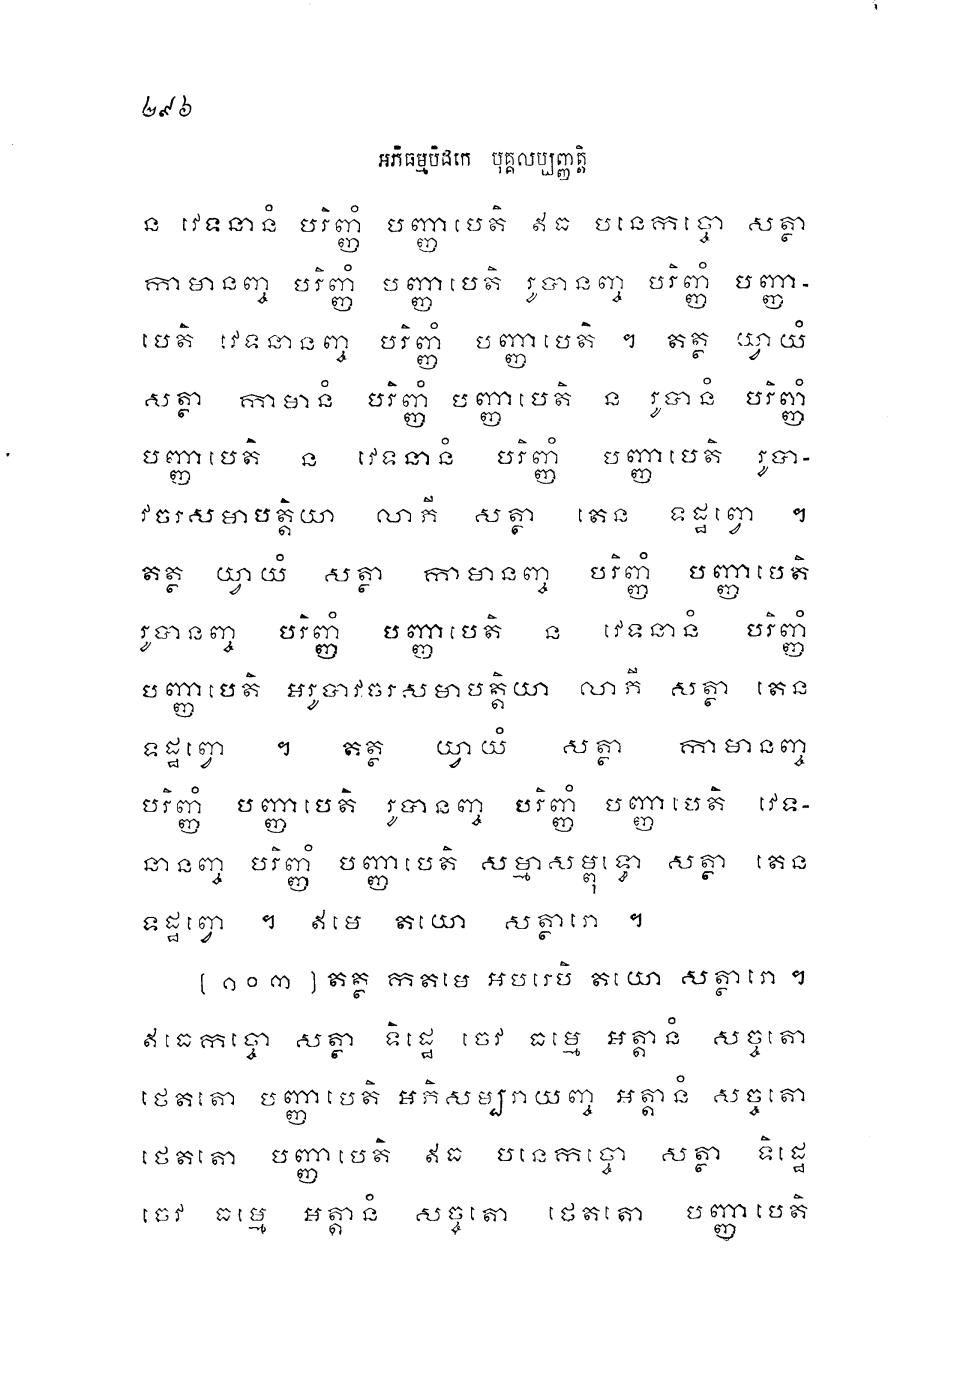 ២៩៦
អភិធម្មបិដកេ បុគ្គលប្បញ្ញត្តិ
ន វេទនានំ បរិញ្ញំ បញ្ញាបេតិ ឥធ បនេកច្ចោ សត្ថា
កាមានញ្ច បរិញ្ញំ បញ្ញាបេតិ រូបានញ្ច បរិញ្ញំ បញ្ញា-
បេតិ វេទនានញ្ច បរិញ្ញំ បញ្ញាបេតិ ។ តត្ថ យ្វាយំ
សត្ថា កាមានំ បរិញ្ញំ បញ្ញាបេតិ ន រូបានំ បរិញ្ញំ
បញ្ញាបេតិ ន វេទនានំ បរិញ្ញំ បញ្ញាបេតិ រូបា-
វចរសមាបត្តិយា លាភី សត្ថា តេន ទដ្ឋព្វោ ។
តត្ថ យ្វាយំ សត្ថា កាមានញ្ច បរិញ្ញំ បញ្ញាបេតិ
រូបានញ្ច បរិញ្ញំ បញ្ញាបេតិ ន វេទនានំ បរិញ្ញំ
បញ្ញាបេតិ អរូបាវចរសមាបត្តិយា លាភី សត្ថា តេន
ទដ្ឋព្វោ ។ តត្ថ យ្វាយំ សត្ថា កាមានញ្ច
បរិញ្ញំ បញ្ញាបេតិ រូបានញ្ច បរិញ្ញំ បញ្ញាបេតិ វេទ-
នានញ្ច បរិញ្ញំ បញ្ញាបេតិ សម្មាសម្ពុទ្ធោ សត្ថា តេន
ទដ្ឋព្វោ ។ ឥមេ តយោ សត្ថារោ ។
(១០៣) តត្ថ កតមេ អបរេបិ តយោ សត្ថារោ ។
ឥធេកច្ចោ សត្ថា ទិដ្ឋេ ចេវ ធម្មេ អត្តានំ សច្ចតោ
ថេតតោ បញ្ញាបេតិ អភិសម្បរាយញ្ច អត្តានំ សច្ចតោ
ថេតតោ បញ្ញាបេតិ ឥធ បនេកច្ចោ សត្ថា ទិដ្ឋេ
ចេវ ធម្មេ អត្តានំ សច្ចតោ ថេតតោ បញ្ញាបេតិ